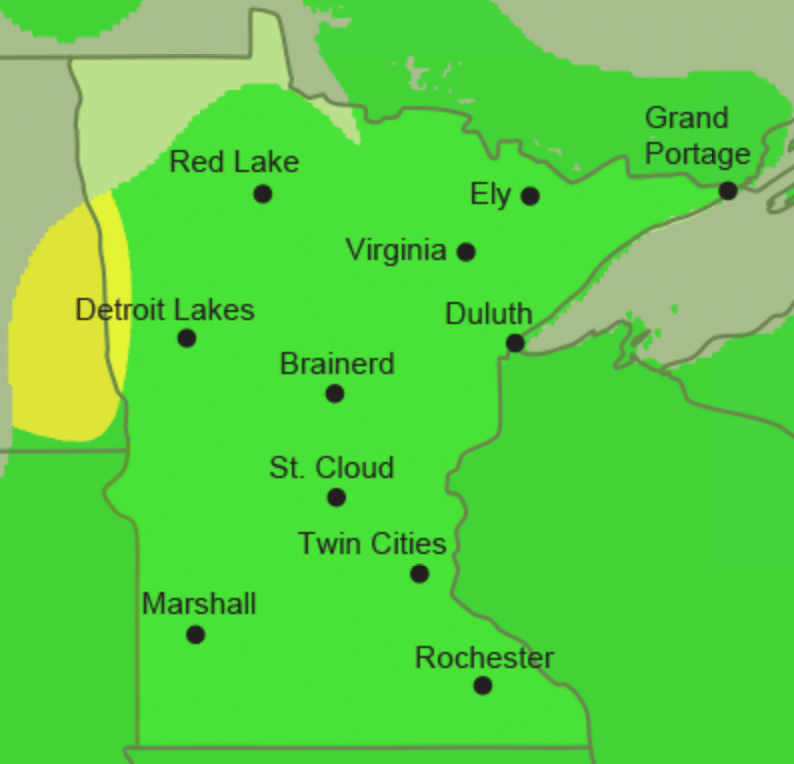 Grand
Portage
Red Lake
Ely
Virginia
Detroit Lakes
Duluth
Brainerd
St. Cloud
Twin Cities
Marshall
Rochester